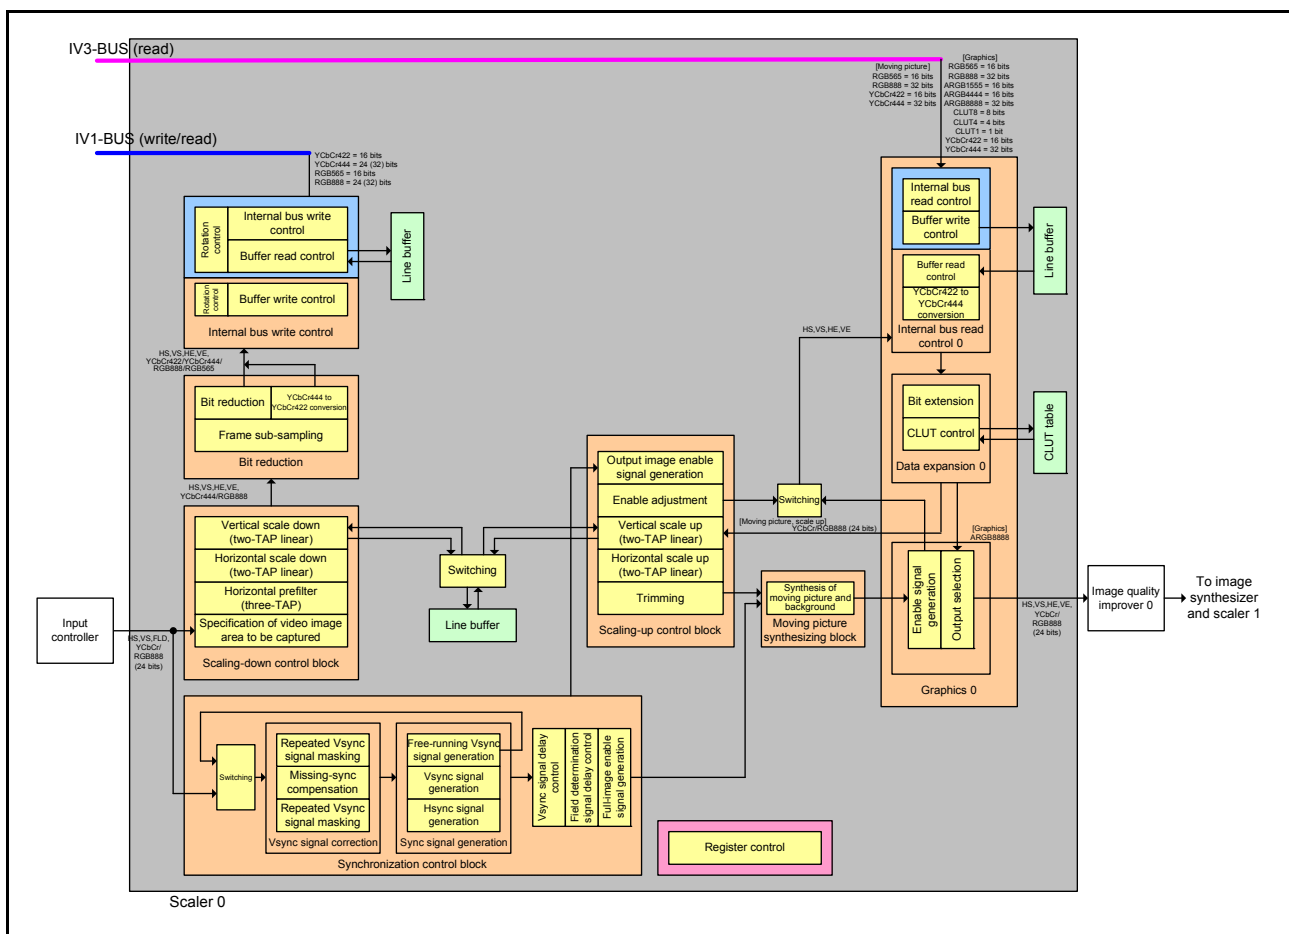 IV3-BUS (read)
[Moving picture]
RGB565 = 16 bits
RGB888 = 32 bits
YCbCr422 = 16 bits
YCbCr444 = 32 bits
[Graphics]
RGB565 = 16 bits
RGB888 = 32 bits
ARGB1555 = 16 bits
ARGB4444 = 16 bits
ARGB8888 = 32 bits
CLUT8 = 8 bits
CLUT4 = 4 bits
CLUT1 = 1 bit
YCbCr422 = 16 bits
YCbCr444 = 32 bits
IV1-BUS (write/read)
YCbCr422 = 16 bits
YCbCr444 = 24 (32) bits
RGB565 = 16 bits
RGB888 = 24 (32) bits
Rotation
control
Internal bus write
control
Buffer read control
Line buffer
Rotation
control
Buffer write control
Internal bus write control
Internal bus
read control
Buffer write
control
Line buffer
Buffer read
control
YCbCr422 to
YCbCr444
conversion
Internal bus read
control 0
HS,VS,HE,VE
HS,VS,HE,VE,
YCbCr422/YCbCr444/
RGB888/RGB565
Bit reduction
YCbCr444 to
YCbCr422 conversion
Frame sub-sampling
Bit reduction
Bit extension
CLUT control
Data expansion 0
CLUT table
HS,VS,HE,VE,
YCbCr444/RGB888
Vertical scale down
(two-TAP linear)
Horizontal scale down
(two-TAP linear)
Horizontal prefilter
(three-TAP)
Specification of video image
area to be captured
Scaling-down control block
Switching
Line buffer
Output image enable
signal generation
Enable adjustment
Vertical scale up
(two-TAP linear)
Horizontal scale up
(two-TAP linear)
Trimming
Scaling-up control block
Switching
[Moving picture, scale up]
YCbCr/RGB888 (24 bits)
[Graphics]
ARGB8888
Synthesis of
moving picture and
background
Moving picture
synthesizing block
Enable signal
generation
Output selection
Graphics 0
HS,VS,HE,VE,
YCbCr/
RGB888
(24 bits)
Image quality
improver 0
To image
synthesizer
and scaler 1
Input
controller
HS,VS,FLD,
YCbCr/
RGB888
(24 bits)
Switching
Repeated Vsync
signal masking
Missing-sync
compensation
Repeated Vsync
signal masking
Vsync signal correction
Free-running Vsync
signal generation
Vsync signal
generation
Hsync signal
generation
Sync signal generation
Vsync signal delay
control
Field determination
signal delay control
Full-image enable
signal generation
Synchronization control block
Register control
Scaler 0